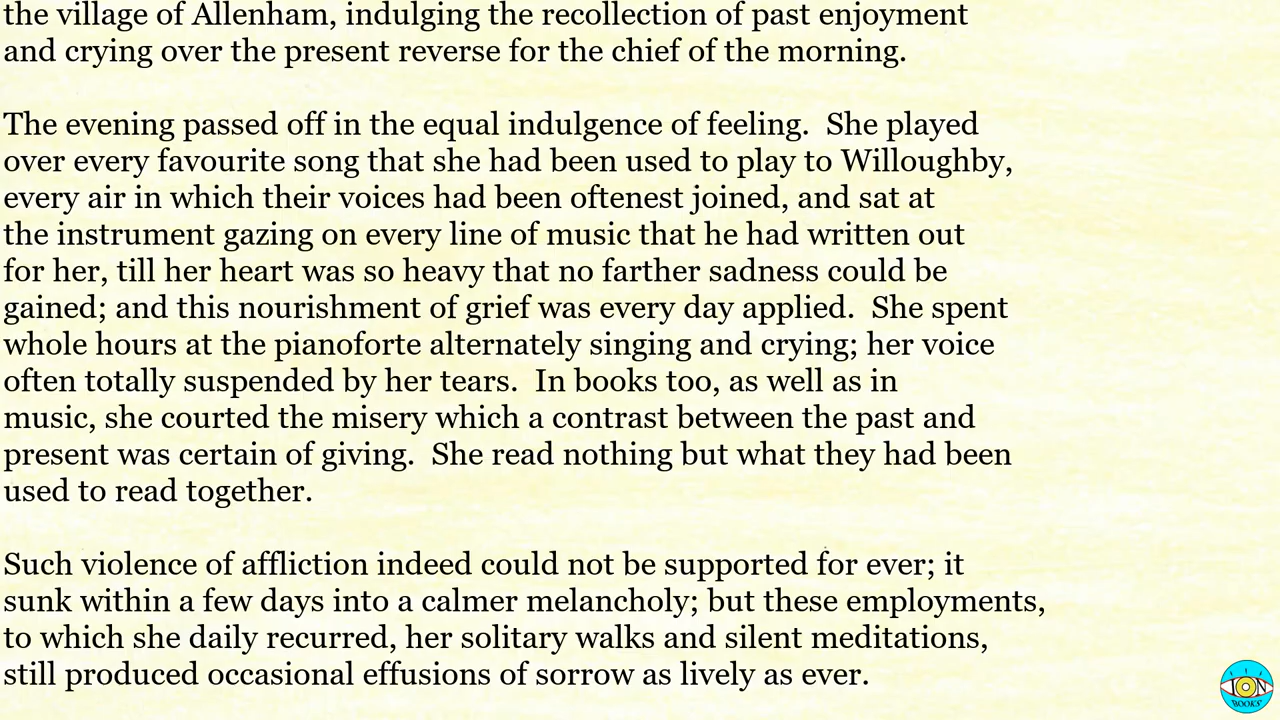 the village of Allenham, indulging the recollection of past enjoyment
and crying over the present reverse for the chief of the morning.
The evening passed off in the equal indulgence of feeling.  She played
over every favourite song that she had been used to play to Willoughby,
every air in which their voices had been oftenest joined, and sat at
the instrument gazing on every line of music that he had written out
for her, till her heart was so heavy that no farther sadness could be
gained; and this nourishment of grief was every day applied.  She spent
whole hours at the pianoforte alternately singing and crying; her voice
often totally suspended by her tears.  In books too, as well as in
music, she courted the misery which a contrast between the past and
present was certain of giving.  She read nothing but what they had been
used to read together.
Such violence of affliction indeed could not be supported for ever; it
sunk within a few days into a calmer melancholy; but these employments,
to which she daily recurred, her solitary walks and silent meditations,
still produced occasional effusions of sorrow as lively as ever.
ION
BOOKS